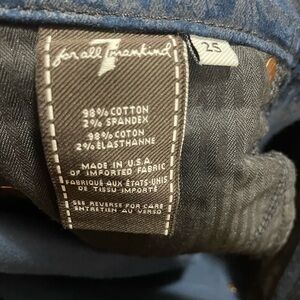 for all 7 mankind
25
98% COTTON
2% SPANDEX
98% COTON
2% ELASTHANNE
MADE IN U.S.A
OF IMPORTED FABRIC
FABRIQUÉ AUX ÉTATS-UNIS
DE TISSU IMPORTÉ
SEE REVERSE FOR CARE
ENTRETIEN AU VERSO